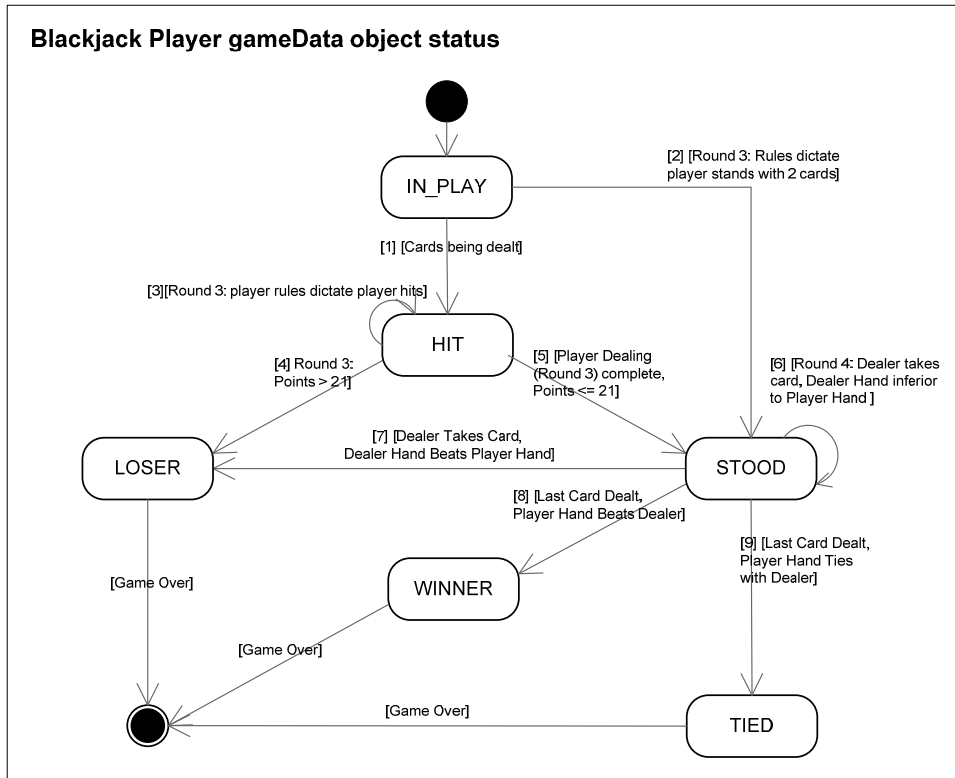 Blackjack Player gameData object status
[2] [Round 3: Rules dictate
player stands with 2 cards]
IN_PLAY
[1] [Cards being dealt]
[3][Round 3: player rules dictate player hits]
HIT
[4] Round 3:
Points > 21]
[5] [Player Dealing
(Round 3) complete,
Points <= 21]
[6] [Round 4: Dealer takes
card, Dealer Hand inferior
to Player Hand ]
[7] [Dealer Takes Card,
Dealer Hand Beats Player Hand]
LOSER
STOOD
[8] [Last Card Dealt,
Player Hand Beats Dealer]
[9] [Last Card Dealt,
Player Hand Ties
with Dealer]
WINNER
[Game Over]
[Game Over]
[Game Over]
TIED